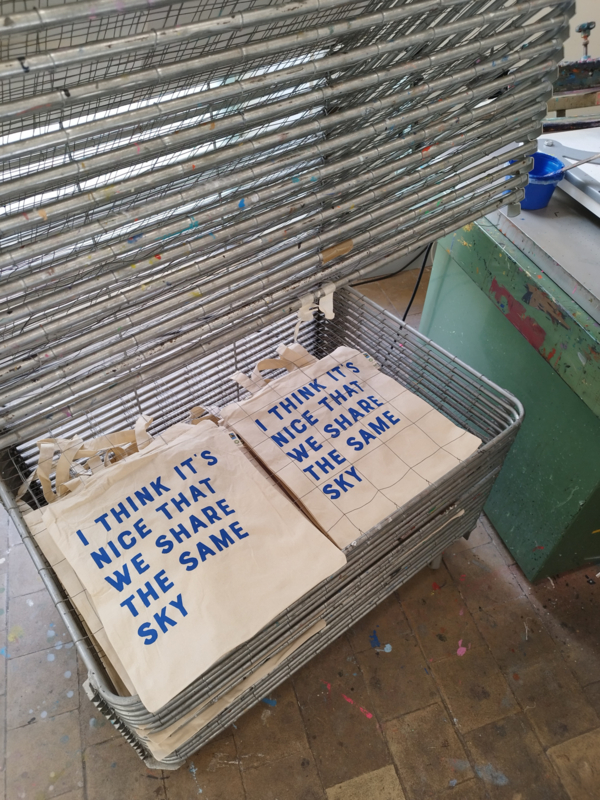 I THINK IT'S
NICE THAT
WE SHARE
THE SAME
SKY
I THINK IT'S
NICE THAT
WE SHARE
THE SAME
SKY